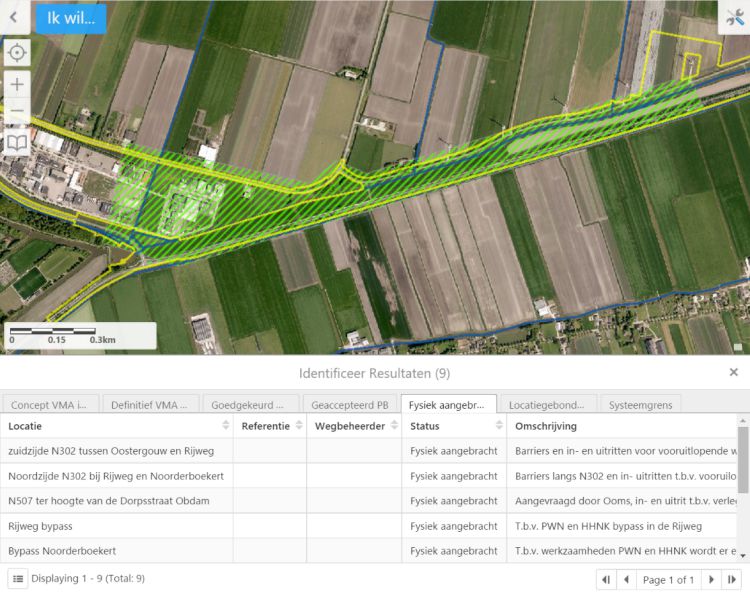 Ik wil...
0 0.15 0.3km
Identificeer Resultaten (9)
Concept VMA i... Definitief VMA ... Goedgekeurd ... Geaccepteerd PB Fysiek aangebr... Locatiegebond... Systeemgrens
Locatie Referentie Wegbeheerder Status Omschrijving
zuidzijde N302 tussen Oostergouw en Rijweg Fysiek aangebracht Barriers en in- en uitritten voor vooruitlopende w
Noordzijde N302 bij Rijweg en Noorderboekert Fysiek aangebracht Barriers langs N302 en in- uitritten t.b.v. vooruilo
N507 ter hoogte van de Dorpsstraat Obdam Fysiek aangebracht Aangevraagd door Ooms, in- en uitrit t.b.v. verleg
Rijweg bypass Fysiek aangebracht T.b.v. PWN en HHNK bypass in de Rijweg
Bypass Noorderboekert Fysiek aangebracht T.b.v. werkzaamheden PWN en HHNK wordt er e
Displaying 1 - 9 (Total: 9) Page 1 of 1